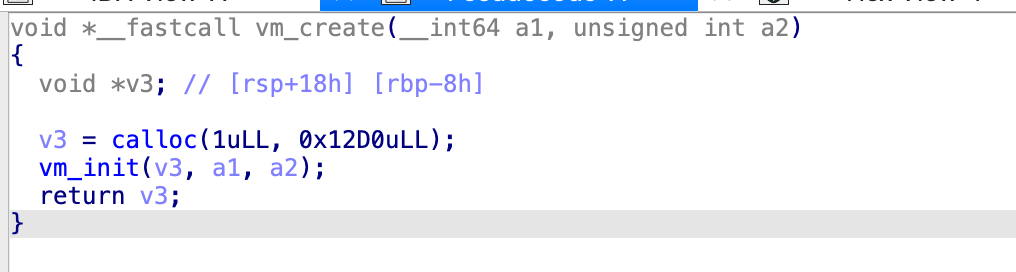 void *__fastcall vm_create(__int64 a1, unsigned int a2)
{
  void *v3; // [rsp+18h] [rbp-8h]

  v3 = calloc(1uLL, 0x12D0uLL);
  vm_init(v3, a1, a2);
  return v3;
}